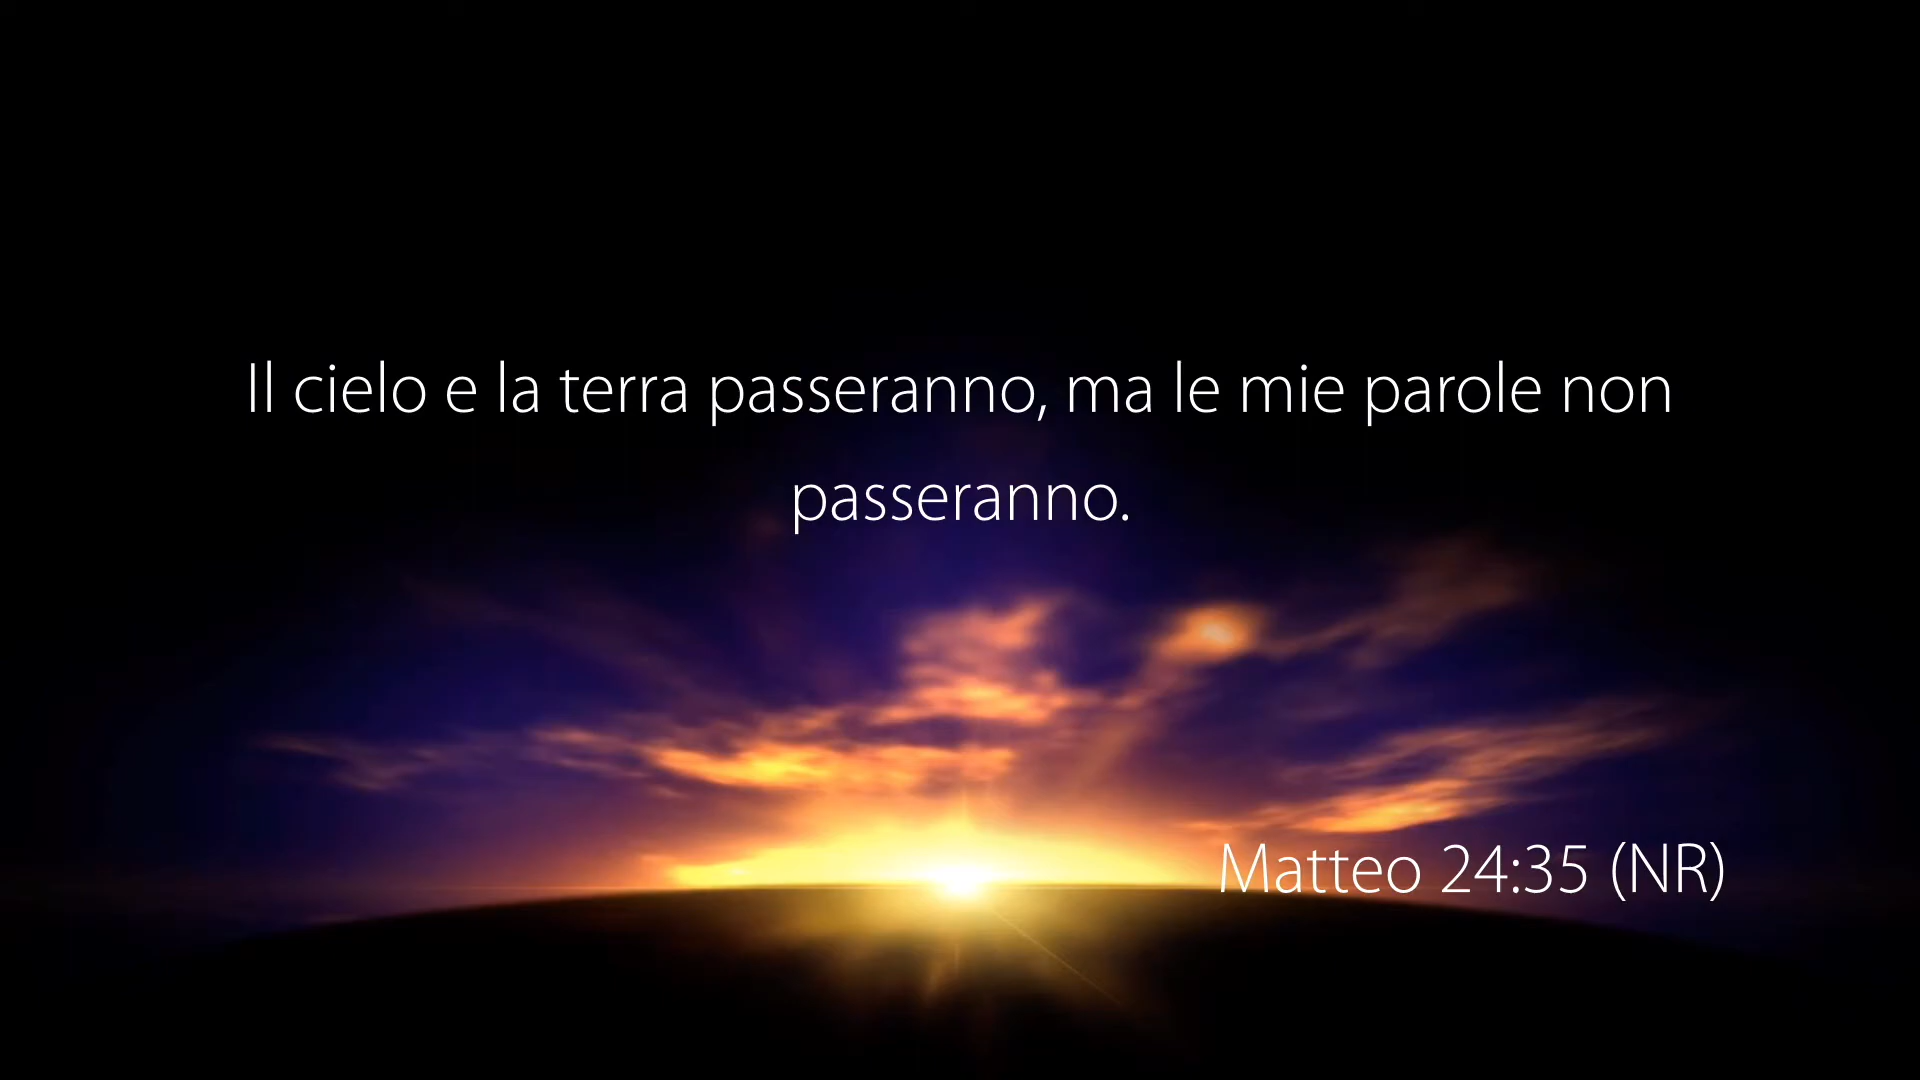 Il cielo e la terra passeranno, ma le mie parole non
passeranno.
Matteo 24:35 (NR)